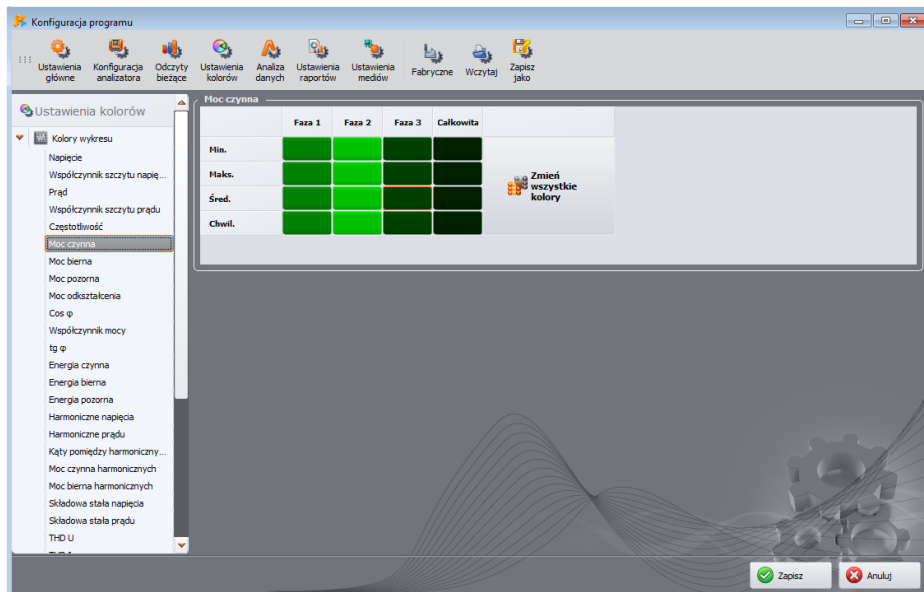 Konfiguracja programu
Ustawienia główne
Konfiguracja analizatora
Odczyty bieżące
Ustawienia kolorów
Analiza danych
Ustawienia raportów
Ustawienia mediów
Fabryczne
Wczytaj
Zapisz jako
Ustawienia kolorów
Kolory wykresu
Napięcie
Współczynnik szczytu napię...
Prąd
Współczynnik szczytu prądu
Częstotliwość
Moc czynna
Moc bierna
Moc pozorna
Moc odkształcenia
Cos φ
Współczynnik mocy
tg φ
Energia czynna
Energia bierna
Energia pozorna
Harmoniczne napięcia
Harmoniczne prądu
Kąty pomiędzy harmoniczny...
Moc czynna harmonicznych
Moc bierna harmonicznych
Składowa stała napięcia
Składowa stała prądu
THD U
Moc czynna
Faza 1 Faza 2 Faza 3 Całkowita
Min.
Maks.
Śred.
Chwil.
Zmień
wszystkie
kolory
Zapisz
Anuluj